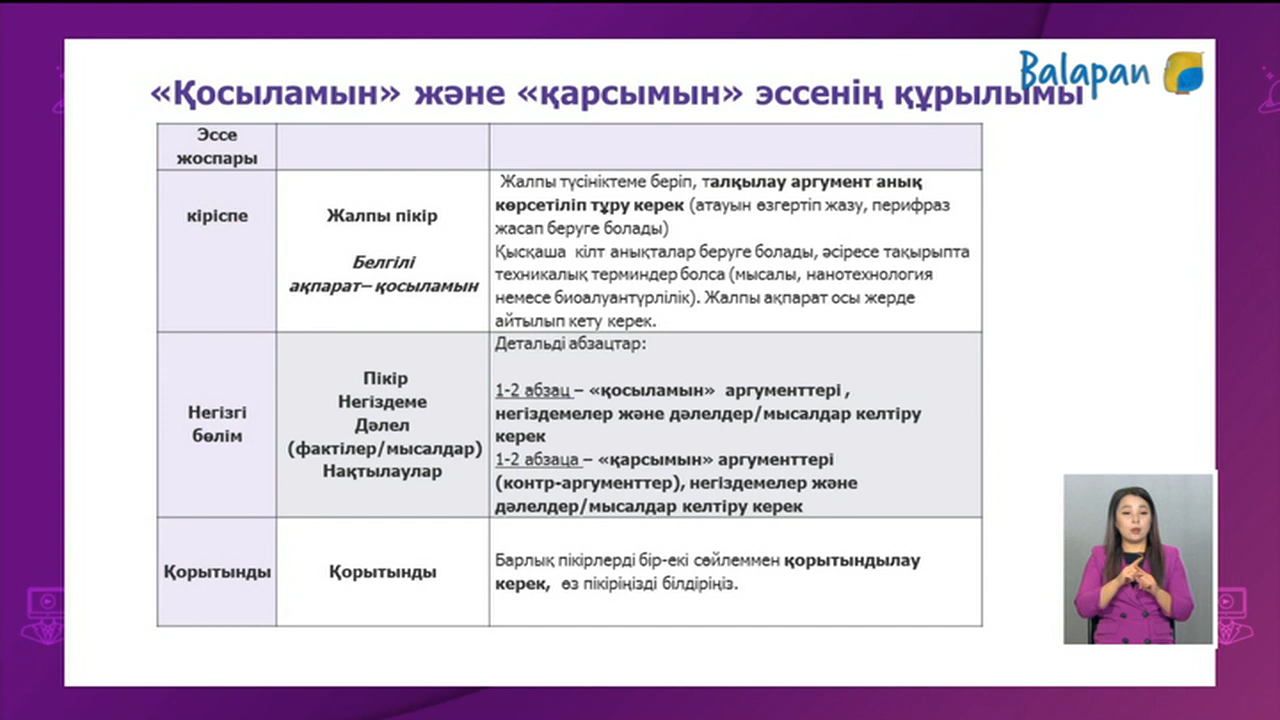 Balapan
«Қосыламын» және «қарсымын» эссенің құрылымы
Эссе
жоспары
кіріспе
Жалпы пікір
Белгілі
ақпарат– қосыламын
Жалпы түсініктеме беріп, талқылау аргумент анық
көрсетіліп тұру керек (атауын өзгертіп жазу, перифраз
жасап беруге болады)
Қысқаша кілт анықталар беруге болады, әсіресе тақырыпта
техникалық терминдер болса (мысалы, нанотехнология
немесе биоалуантүрлілік). Жалпы ақпарат осы жерде
айтылып кету керек.
Негізгі
бөлім
Пікір
Негіздеме
Дәлел
(фактілер/мысалдар)
Нақтылаулар
Детальді абзацтар:
1-2 абзац – «қосыламын» аргументтері ,
негіздемелер және дәлелдер/мысалдар келтіру
керек
1-2 абзаца – «қарсымын» аргументтері
(контр-аргументтер), негіздемелер және
дәлелдер/мысалдар келтіру керек
Қорытынды
Қорытынды
Барлық пікірлерді бір-екі сөйлеммен қорытындылау
керек, өз пікіріңізді білдіріңіз.